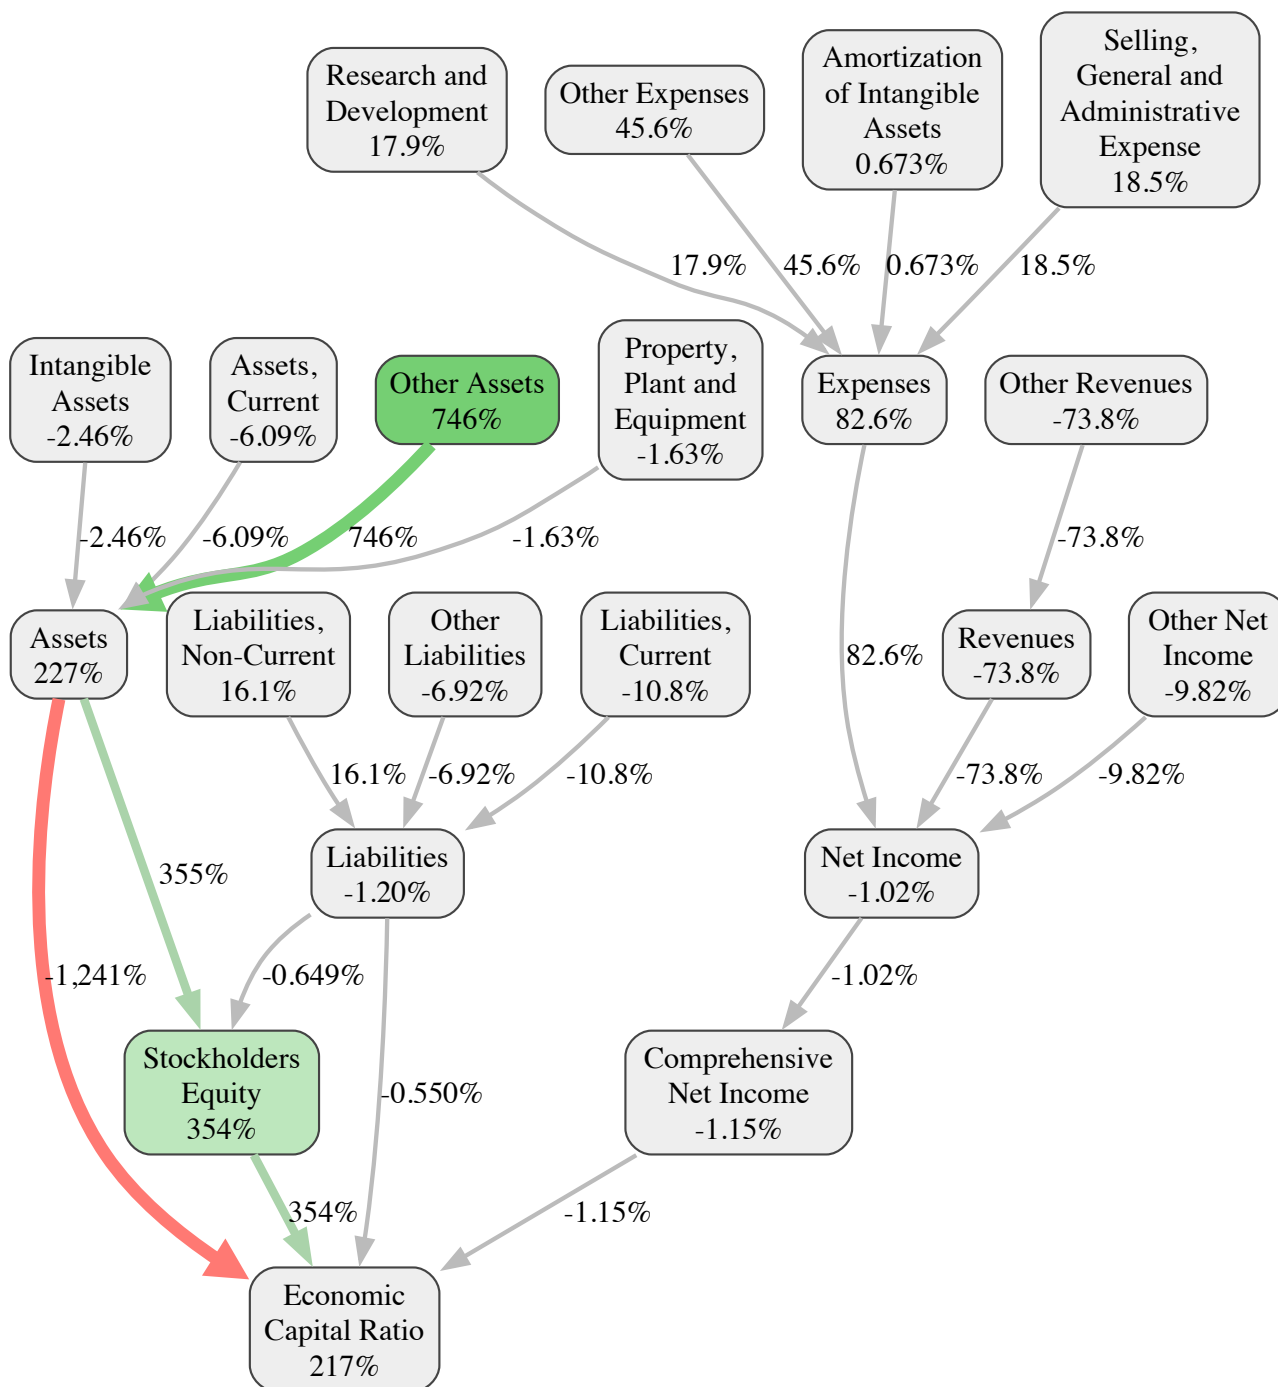 Research and
Development
17.9%
Other Expenses
45.6%
Amortization
of Intangible
Assets
0.673%
Selling,
General and
Administrative
Expense
18.5%
17.9%
45.6%
0.673%
18.5%
Intangible
Assets
-2.46%
Assets,
Current
-6.09%
Other Assets
746%
Property,
Plant and
Equipment
-1.63%
Expenses
82.6%
Other Revenues
-73.8%
-2.46%
-6.09%
746%
-1.63%
-73.8%
Assets
227%
Liabilities,
Non-Current
16.1%
Other
Liabilities
-6.92%
Liabilities,
Current
-10.8%
82.6%
Revenues
-73.8%
Other Net
Income
-9.82%
16.1%
-6.92%
-10.8%
-73.8%
-9.82%
355%
Liabilities
-1.20%
Net Income
-1.02%
-1,241%
-0.649%
-1.02%
Stockholders
Equity
354%
-0.550%
Comprehensive
Net Income
-1.15%
354%
-1.15%
Economic
Capital Ratio
217%